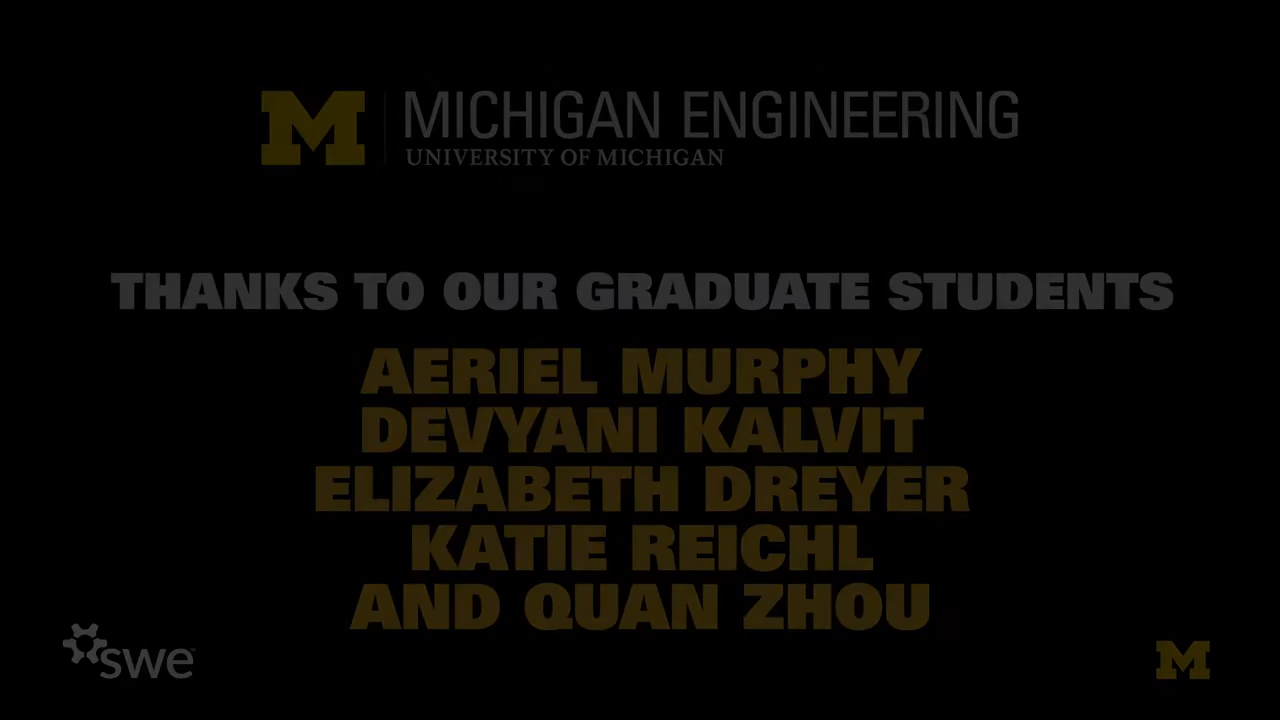 M
MICHIGAN ENGINEERING
UNIVERSITY OF MICHIGAN
THANKS TO OUR GRADUATE STUDENTS
AERIEL MURPHY
DEVYANI KALVIT
ELIZABETH DREYER
KATIE REICHL
AND QUAN ZHOU
swe
M